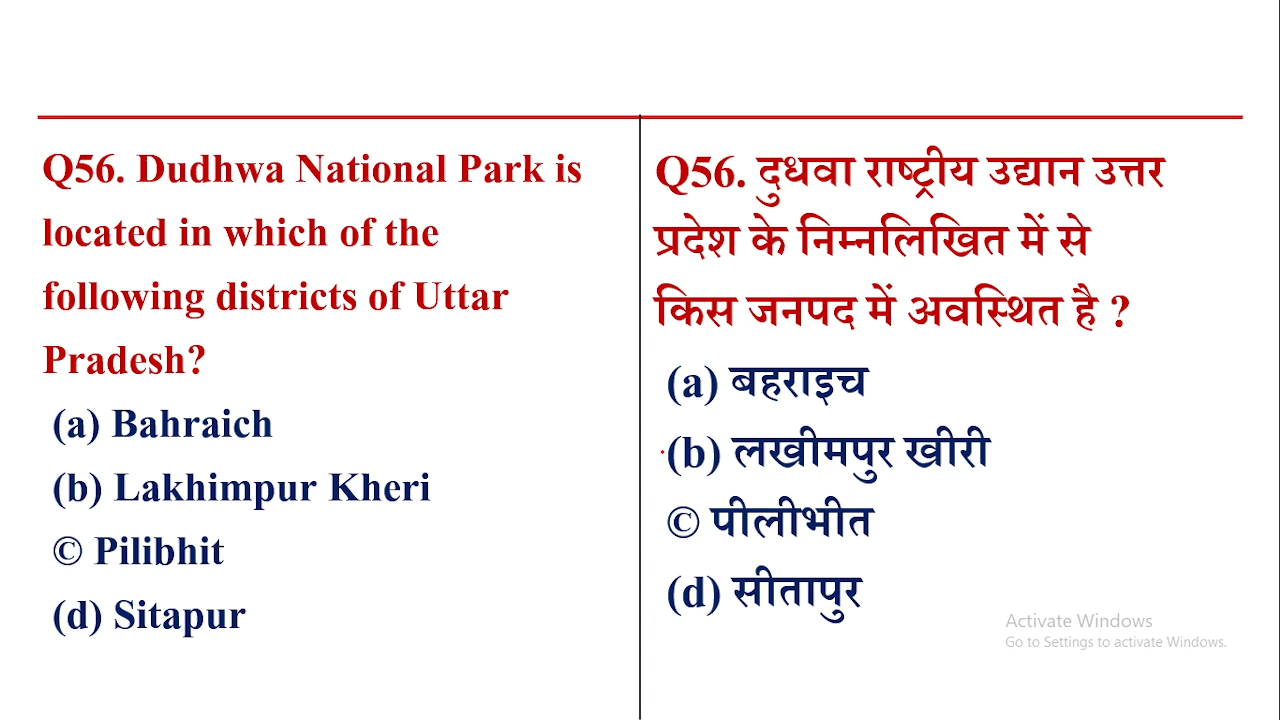 Q56. Dudhwa National Park is
located in which of the
following districts of Uttar
Pradesh?
(a) Bahraich
(b) Lakhimpur Kheri
© Pilibhit
(d) Sitapur
Q56. दुधवा राष्ट्रीय उद्यान उत्तर
प्रदेश के निम्नलिखित में से
किस जनपद में अवस्थित है ?
(a) बहराइच
(b) लखीमपुर खीरी
© पीलीभीत
(d) सीतापुर
Activate Windows
Go to Settings to activate Windows.